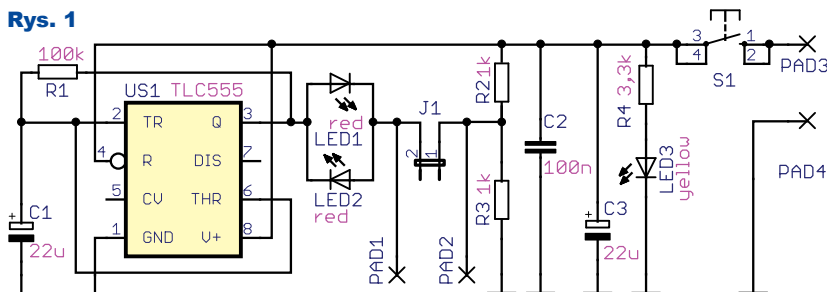 Rys. 1
100k
R1
US1 TLC555
2 TR Q 3
4 R DIS 7
5 CV THR 6
1 GND V+ 8
+
C1
22u
red
LED1
LED2
red
J1
2 1
PAD1
PAD2
R2 1k
R3 1k
C2
100n
+
C3
22u
R4 3,3k
LED3
yellow
3 1
4 2
S1
PAD3
PAD4